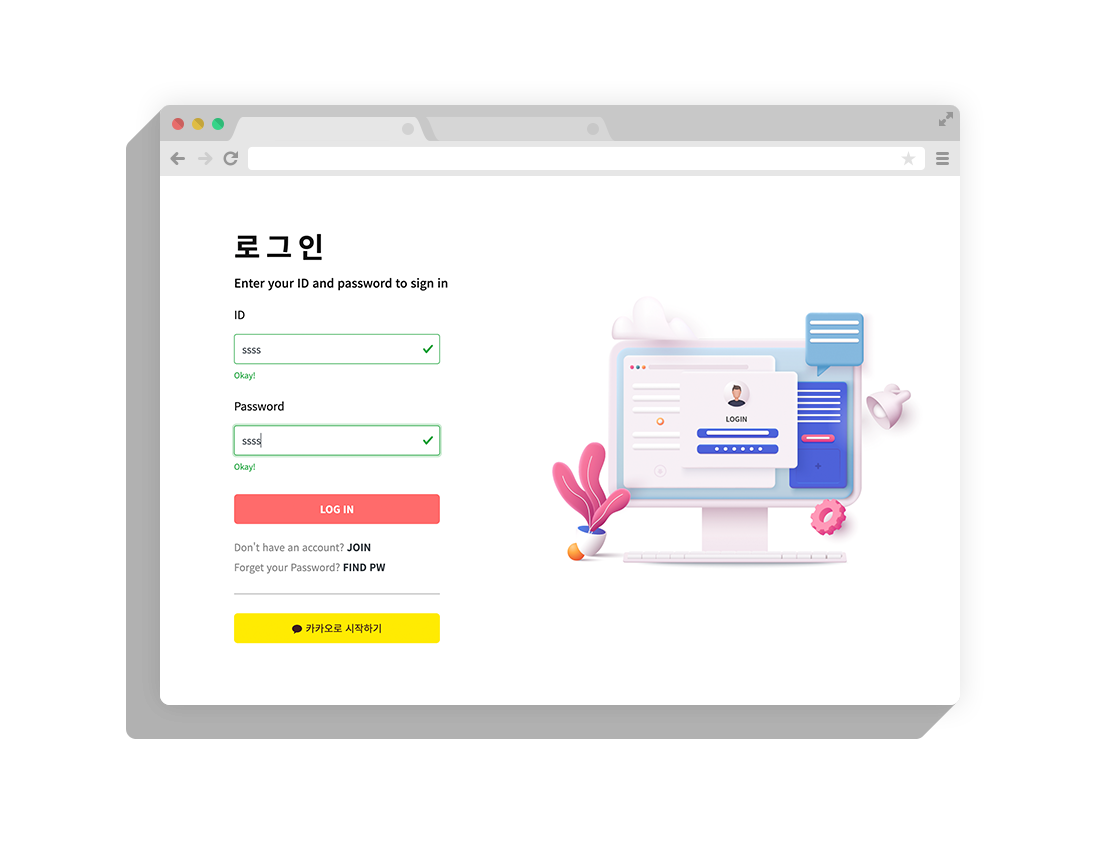 로그인
Enter your ID and password to sign in
ID
ssss
Okay!
Password
ssss
Okay!
LOG IN
Don't have an account? JOIN
Forget your Password? FIND PW
카카오로 시작하기
LOGIN